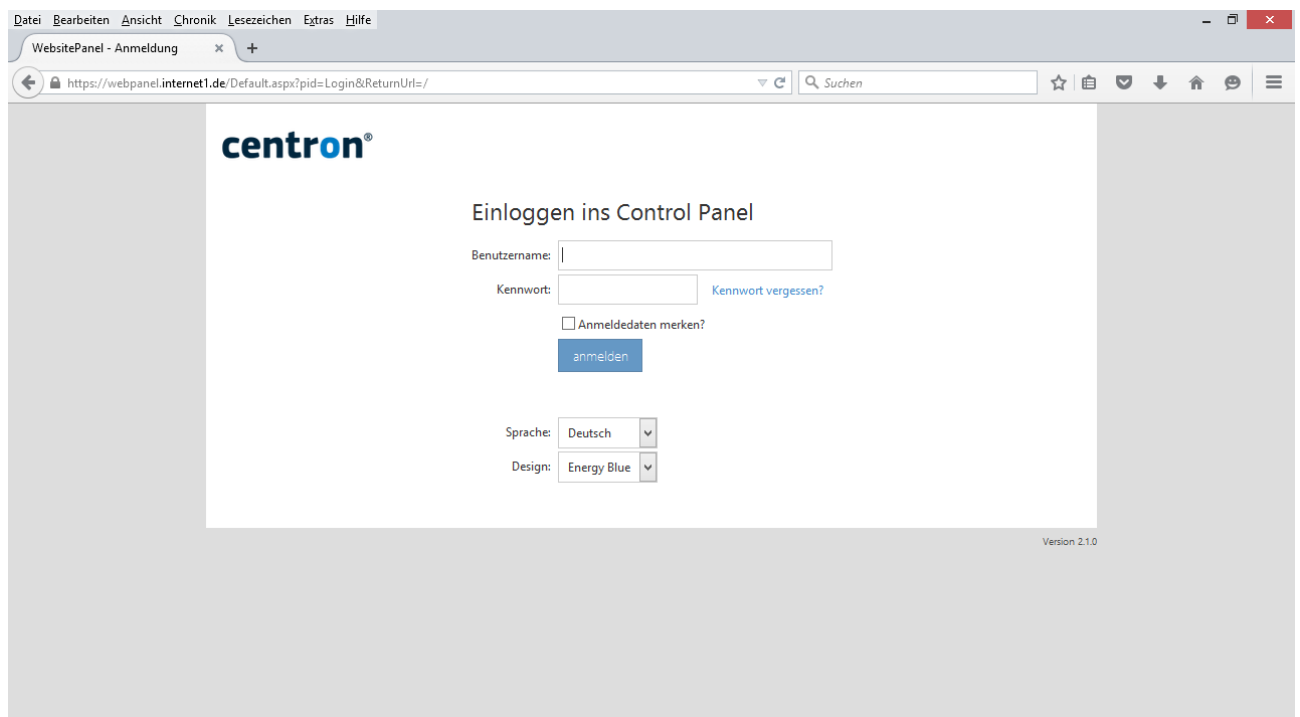 Datei Bearbeiten Ansicht Chronik Lesezeichen Extras Hilfe
WebsitePanel - Anmeldung
https://webpanel.internet1.de/Default.aspx?pid=Login&ReturnUrl=/
Suchen
centron®
Einloggen ins Control Panel
Benutzername:
Kennwort: Kennwort vergessen?
Anmeldedaten merken?
anmelden
Sprache: Deutsch
Design: Energy Blue
Version 2.1.0